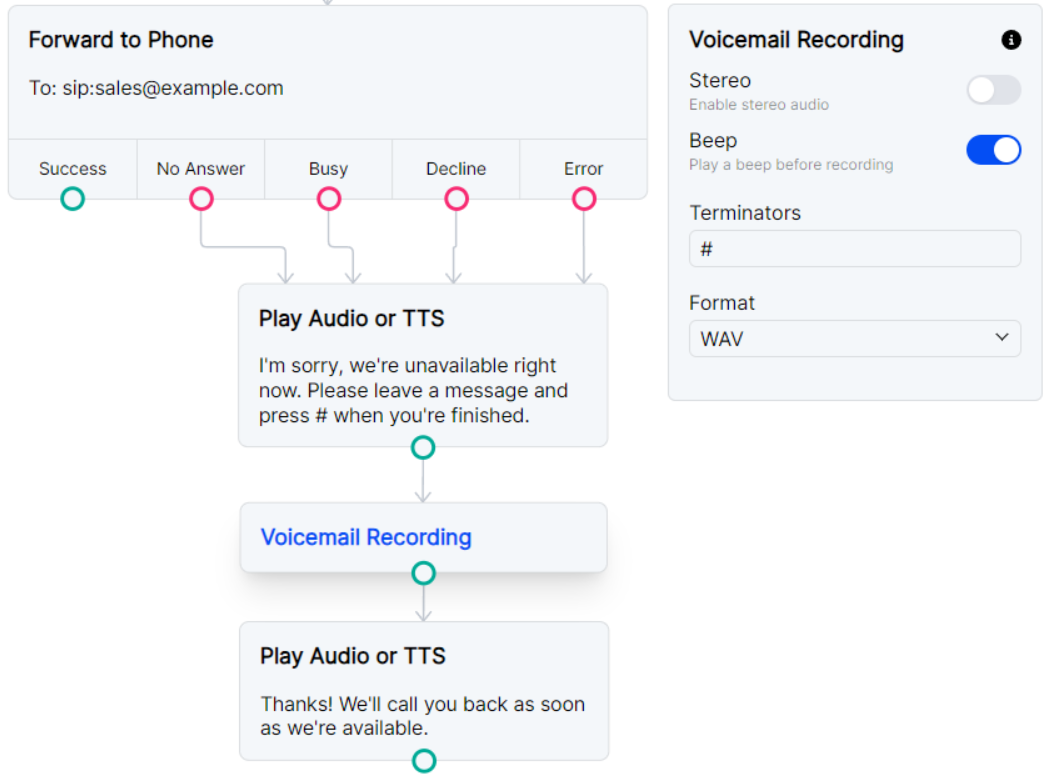 Forward to Phone
To: sip:sales@example.com
Success
No Answer
Busy
Decline
Error
Play Audio or TTS
I'm sorry, we're unavailable right
now. Please leave a message and
press # when you're finished.
Voicemail Recording
Play Audio or TTS
Thanks! We'll call you back as soon
as we're available.
Voicemail Recording
Stereo
Enable stereo audio
Beep
Play a beep before recording
Terminators
#
Format
WAV